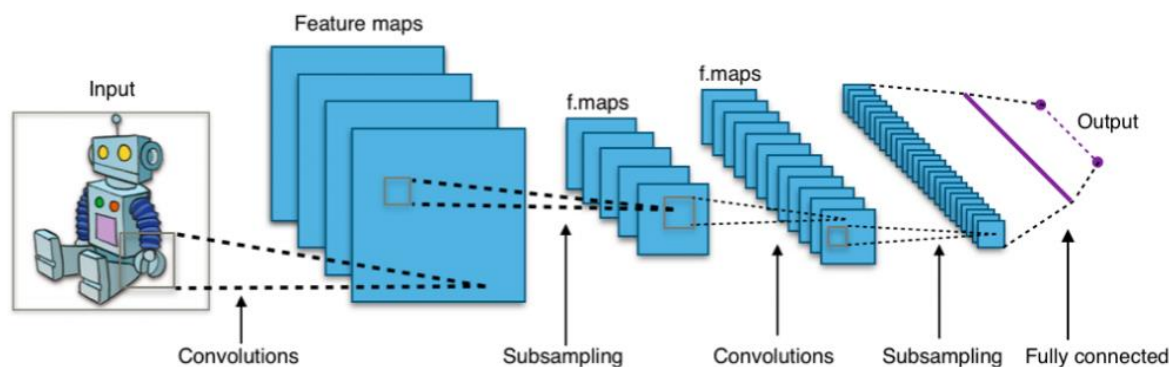 Feature maps
Input
f.maps
f.maps
Output
Convolutions
Subsampling
Convolutions
Subsampling
Fully connected